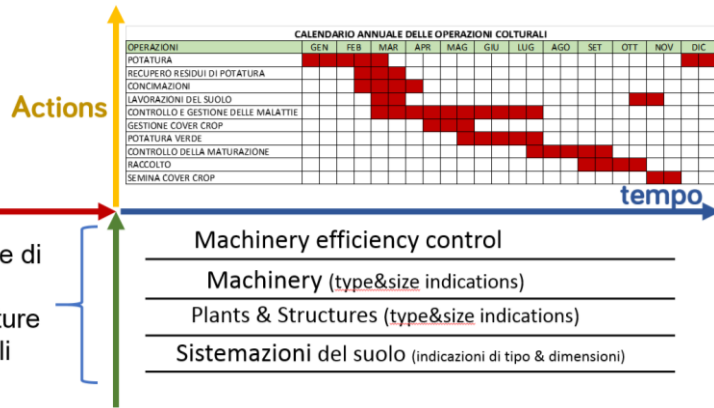 CALENDARIO ANNUALE DELLE OPERAZIONI COLTURALI
OPERAZIONI GEN FEB MAR APR MAG GIU LUG AGO SET OTT NOV DIC
POTATURA
RECUPERO RESIDUI DI POTATURA
CONCIMAZIONI
LAVORAZIONI DEL SUOLO
CONTROLLO E GESTIONE DELLE MALATTIE
GESTIONE COVER CROP
POTATURA VERDE
CONTROLLO DELLA MATURAZIONE
RACCOLTO
SEMINA COVER CROP
Actions
tempo
e di
ture
li
Machinery efficiency control
Machinery (type&size indications)
Plants & Structures (type&size indications)
Sistemazioni del suolo (indicazioni di tipo & dimensioni)